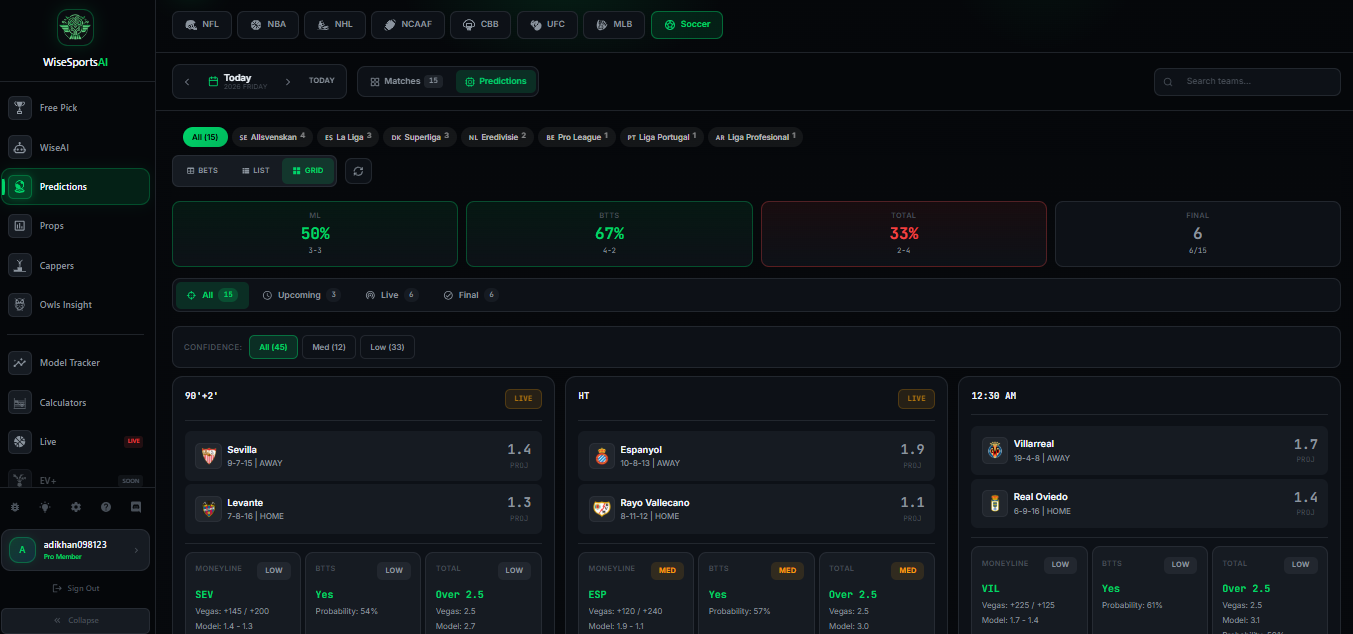 WiseSportsAI
Free Pick
WiseAI
Predictions
Props
Cappers
Owls Insight
Model Tracker
Calculators
Live LIVE
EV+ SOON
A adikhan098123
Pro Member
Sign Out
« Collapse
NFL NBA NHL NCAAF CBB UFC MLB Soccer
Today
2026 FRIDAY
TODAY
Matches 15 Predictions
Search teams...
All (15) SE Allsvenskan 4 ES La Liga 3 DK Superliga 3 NL Eredivisie 2 BE Pro League 1 PT Liga Portugal 1 AR Liga Profesional 1
BETS LIST GRID
ML
50%
3-3
BTTS
67%
4-2
TOTAL
33%
2-4
FINAL
6
6/15
All 15 Upcoming 3 Live 6 Final 6
CONFIDENCE: All (45) Med (12) Low (33)
90'+2' LIVE
Sevilla
9-7-15 | AWAY
1.4
PROJ
Levante
7-8-16 | HOME
1.3
PROJ
MONEYLINE LOW
SEV
Vegas: +145 / +200
Model: 1.4 - 1.3
BTTS LOW
Yes
Probability: 54%
TOTAL LOW
Over 2.5
Vegas: 2.5
Model: 2.7
HT LIVE
Espanyol
10-8-13 | AWAY
1.9
PROJ
Rayo Vallecano
8-11-12 | HOME
1.1
PROJ
MONEYLINE MED
ESP
Vegas: +120 / +240
Model: 1.9 - 1.1
BTTS MED
Yes
Probability: 57%
TOTAL MED
Over 2.5
Vegas: 2.5
Model: 3.0
12:30 AM
Villarreal
19-4-8 | AWAY
1.7
PROJ
Real Oviedo
6-9-16 | HOME
1.4
PROJ
MONEYLINE LOW
VIL
Vegas: +225 / +125
Model: 1.7 - 1.4
BTTS LOW
Yes
Probability: 61%
TOTAL LOW
Over 2.5
Vegas: 2.5
Model: 3.1